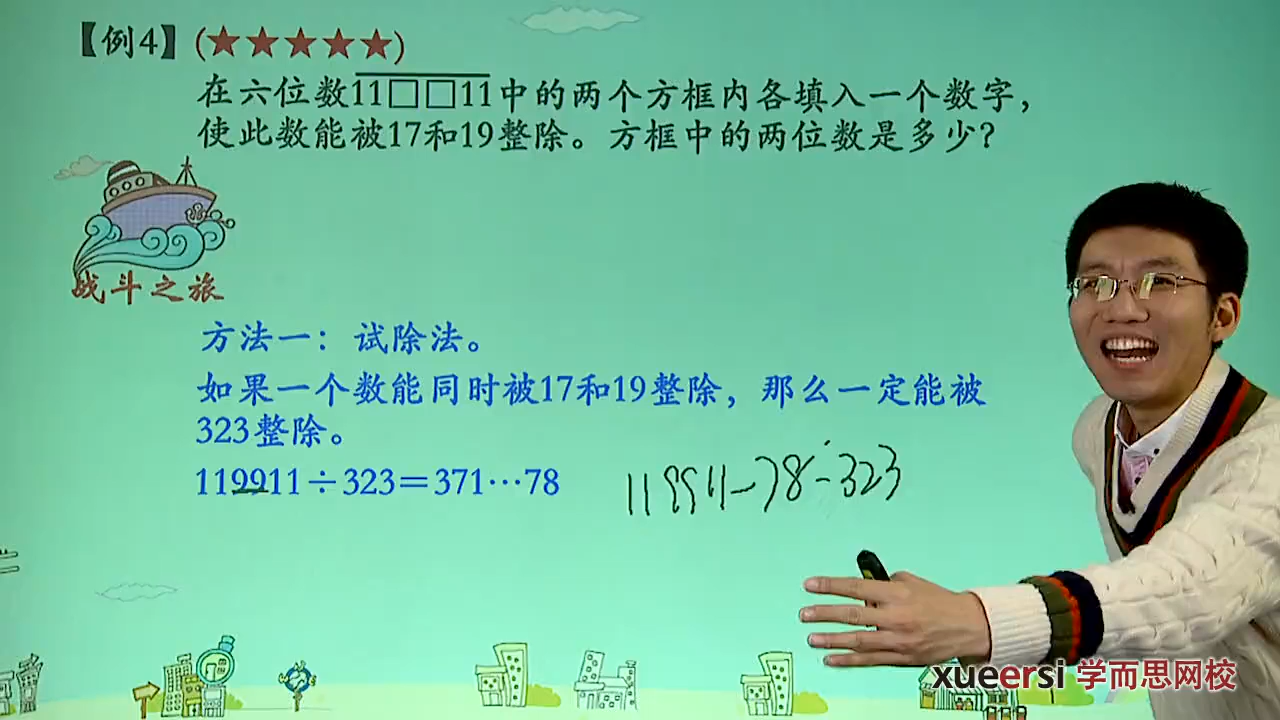 【例4】(★★★★★)
在六位数11□□11中的两个方框内各填入一个数字，
使此数能被17和19整除。方框中的两位数是多少？
战斗之旅
方法一：试除法。
如果一个数能同时被17和19整除，那么一定能被
323整除。
119911÷323=371···78
119911-78÷323
xueersi 学而思网校